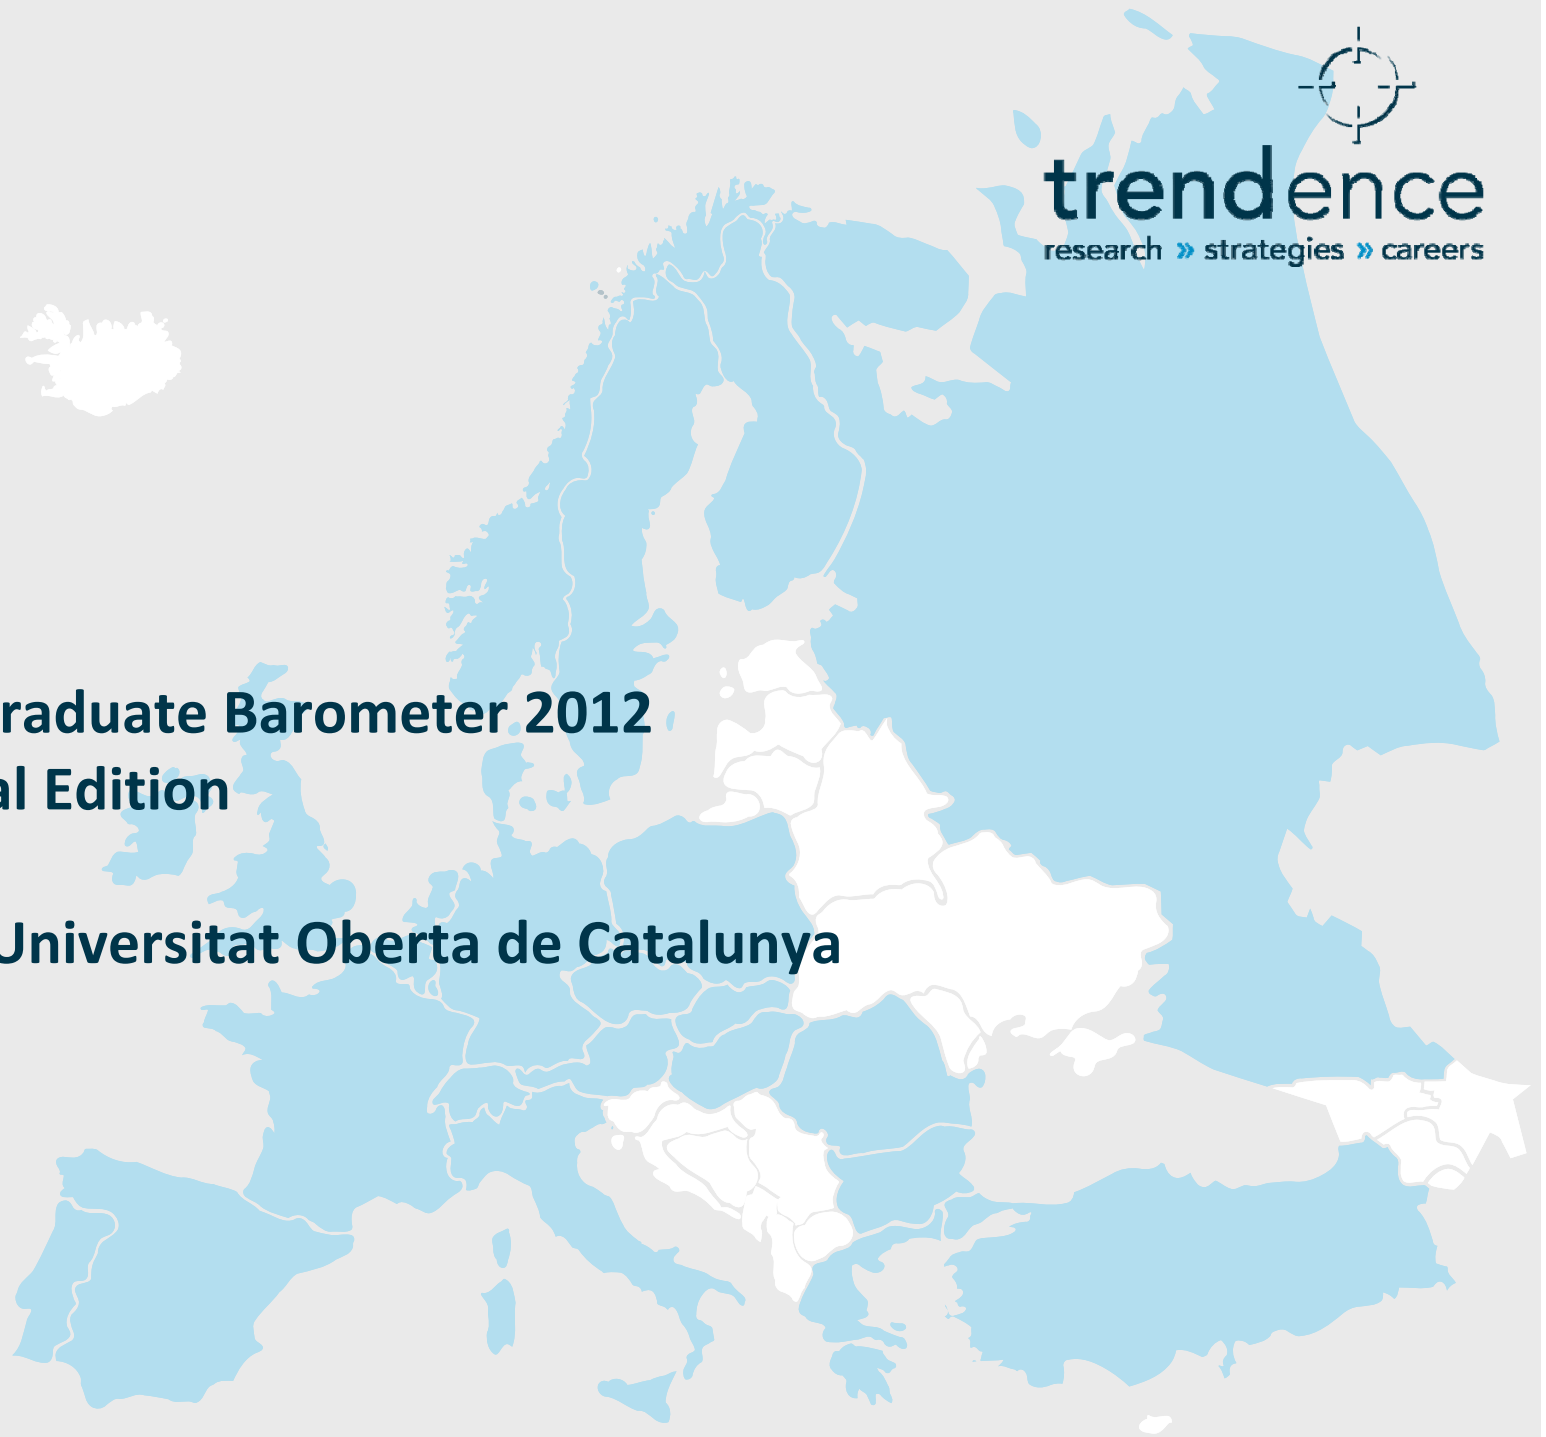 trendence
research » strategies » careers
raduate Barometer 2012
al Edition
Universitat Oberta de Catalunya